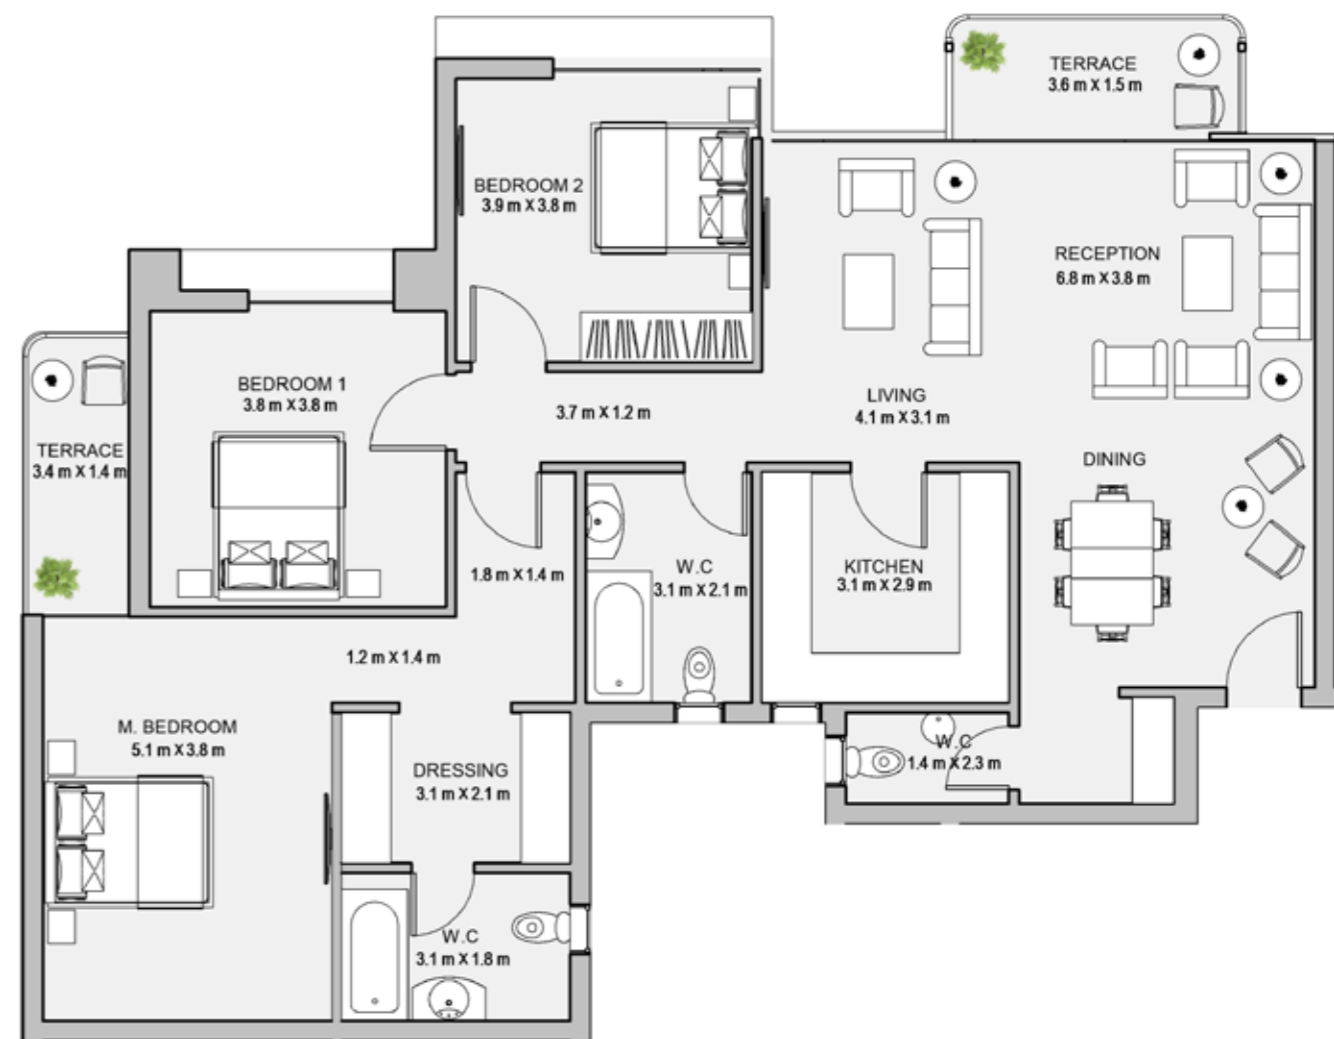 TERRACE
3.6 m X 1.5 m
BEDROOM 2
3.9 m X 3.8 m
RECEPTION
6.8 m X 3.8 m
BEDROOM 1
3.8 m X 3.8 m
3.7 m X 1.2 m
LIVING
4.1 m X 3.1 m
TERRACE
3.4 m X 1.4 m
DINING
1.8 m X 1.4 m
W.C
3.1 m X 2.1 m
KITCHEN
3.1 m X 2.9 m
1.2 m X 1.4 m
M. BEDROOM
5.1 m X 3.8 m
DRESSING
3.1 m X 2.1 m
W.C
1.4 m X 2.3 m
W.C
3.1 m X 1.8 m